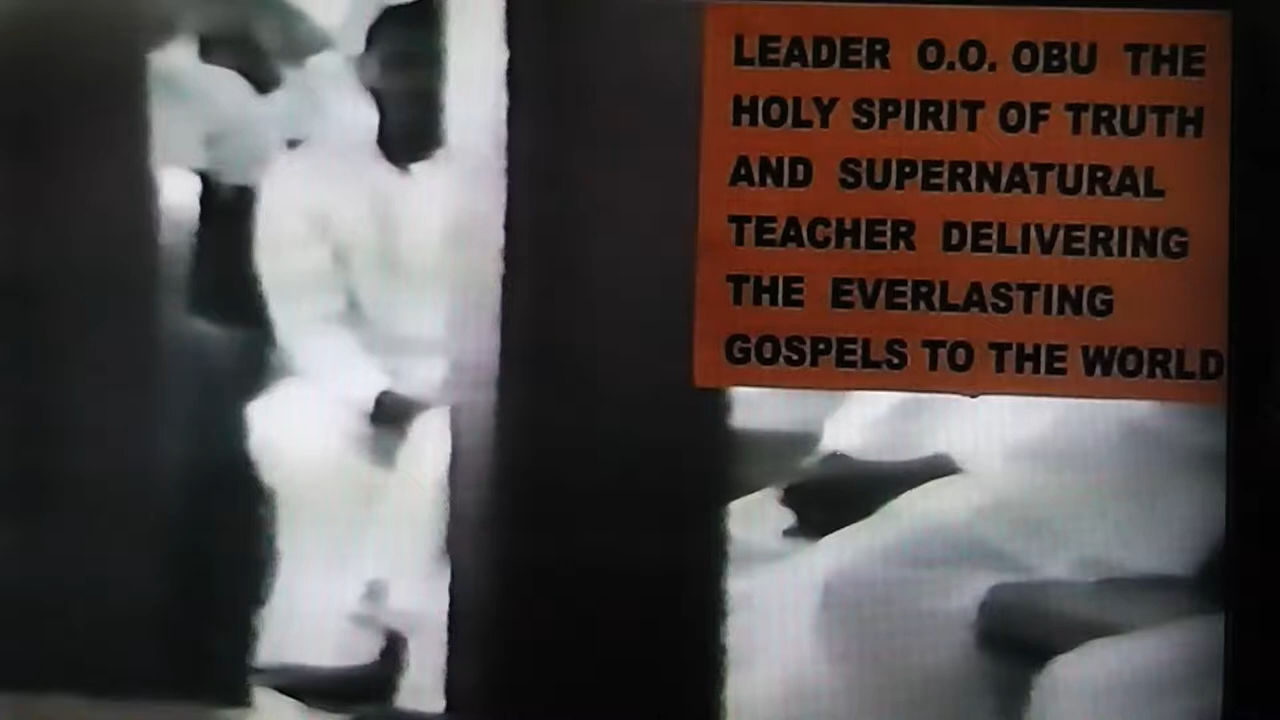 LEADER O.O. OBU THE
HOLY SPIRIT OF TRUTH
AND SUPERNATURAL
TEACHER DELIVERING
THE EVERLASTING
GOSPELS TO THE WORLD